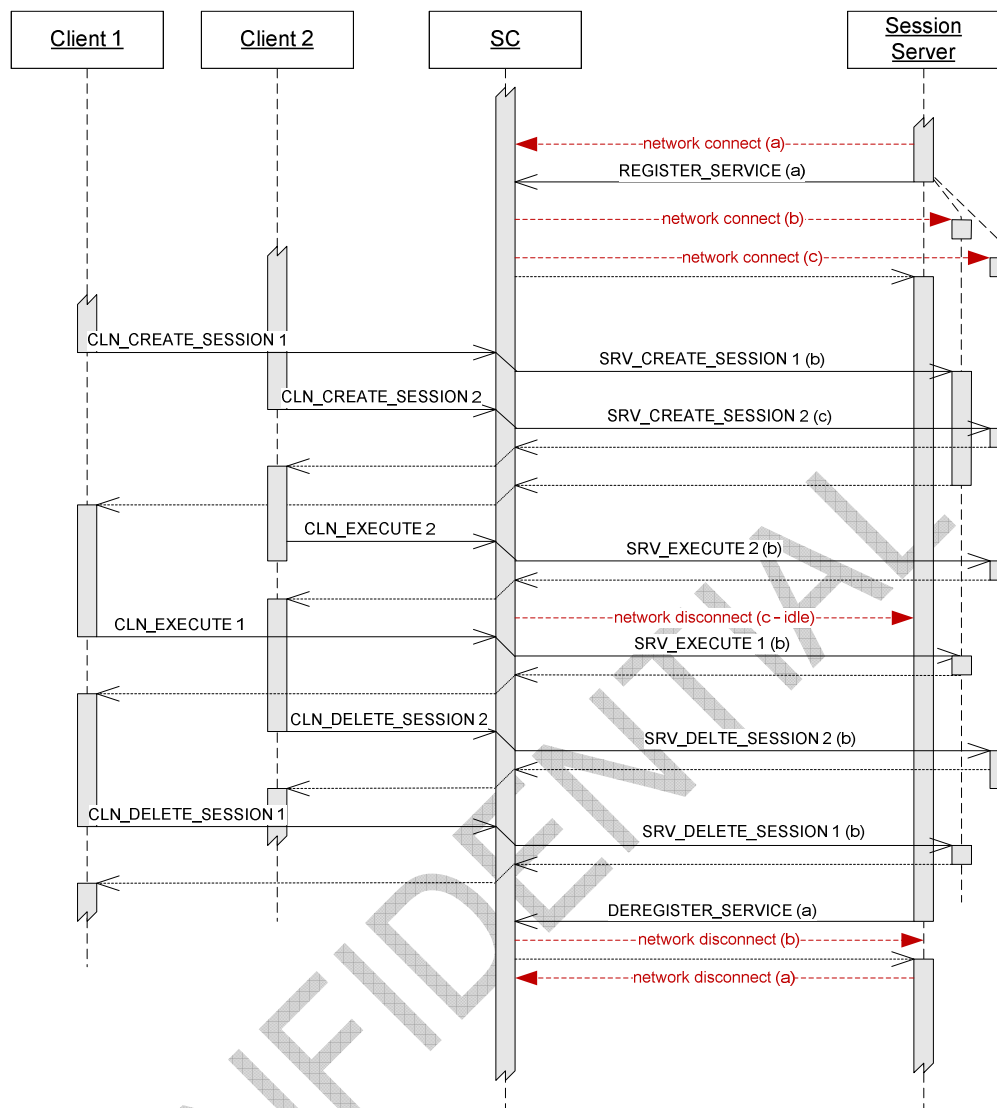 Client 1
Client 2
SC
Session
Server
network connect (a)
REGISTER_SERVICE (a)
network connect (b)
network connect (c)
CLN_CREATE_SESSION 1
SRV_CREATE_SESSION 1 (b)
CLN_CREATE_SESSION 2
SRV_CREATE_SESSION 2 (c)
CLN_EXECUTE 2
SRV_EXECUTE 2 (b)
network disconnect (c – idle)
CLN_EXECUTE 1
SRV_EXECUTE 1 (b)
CLN_DELETE_SESSION 2
SRV_DELTE_SESSION 2 (b)
CLN_DELETE_SESSION 1
SRV_DELETE_SESSION 1 (b)
DEREGISTER_SERVICE (a)
network disconnect (b)
network disconnect (a)
NFIDENTIAL